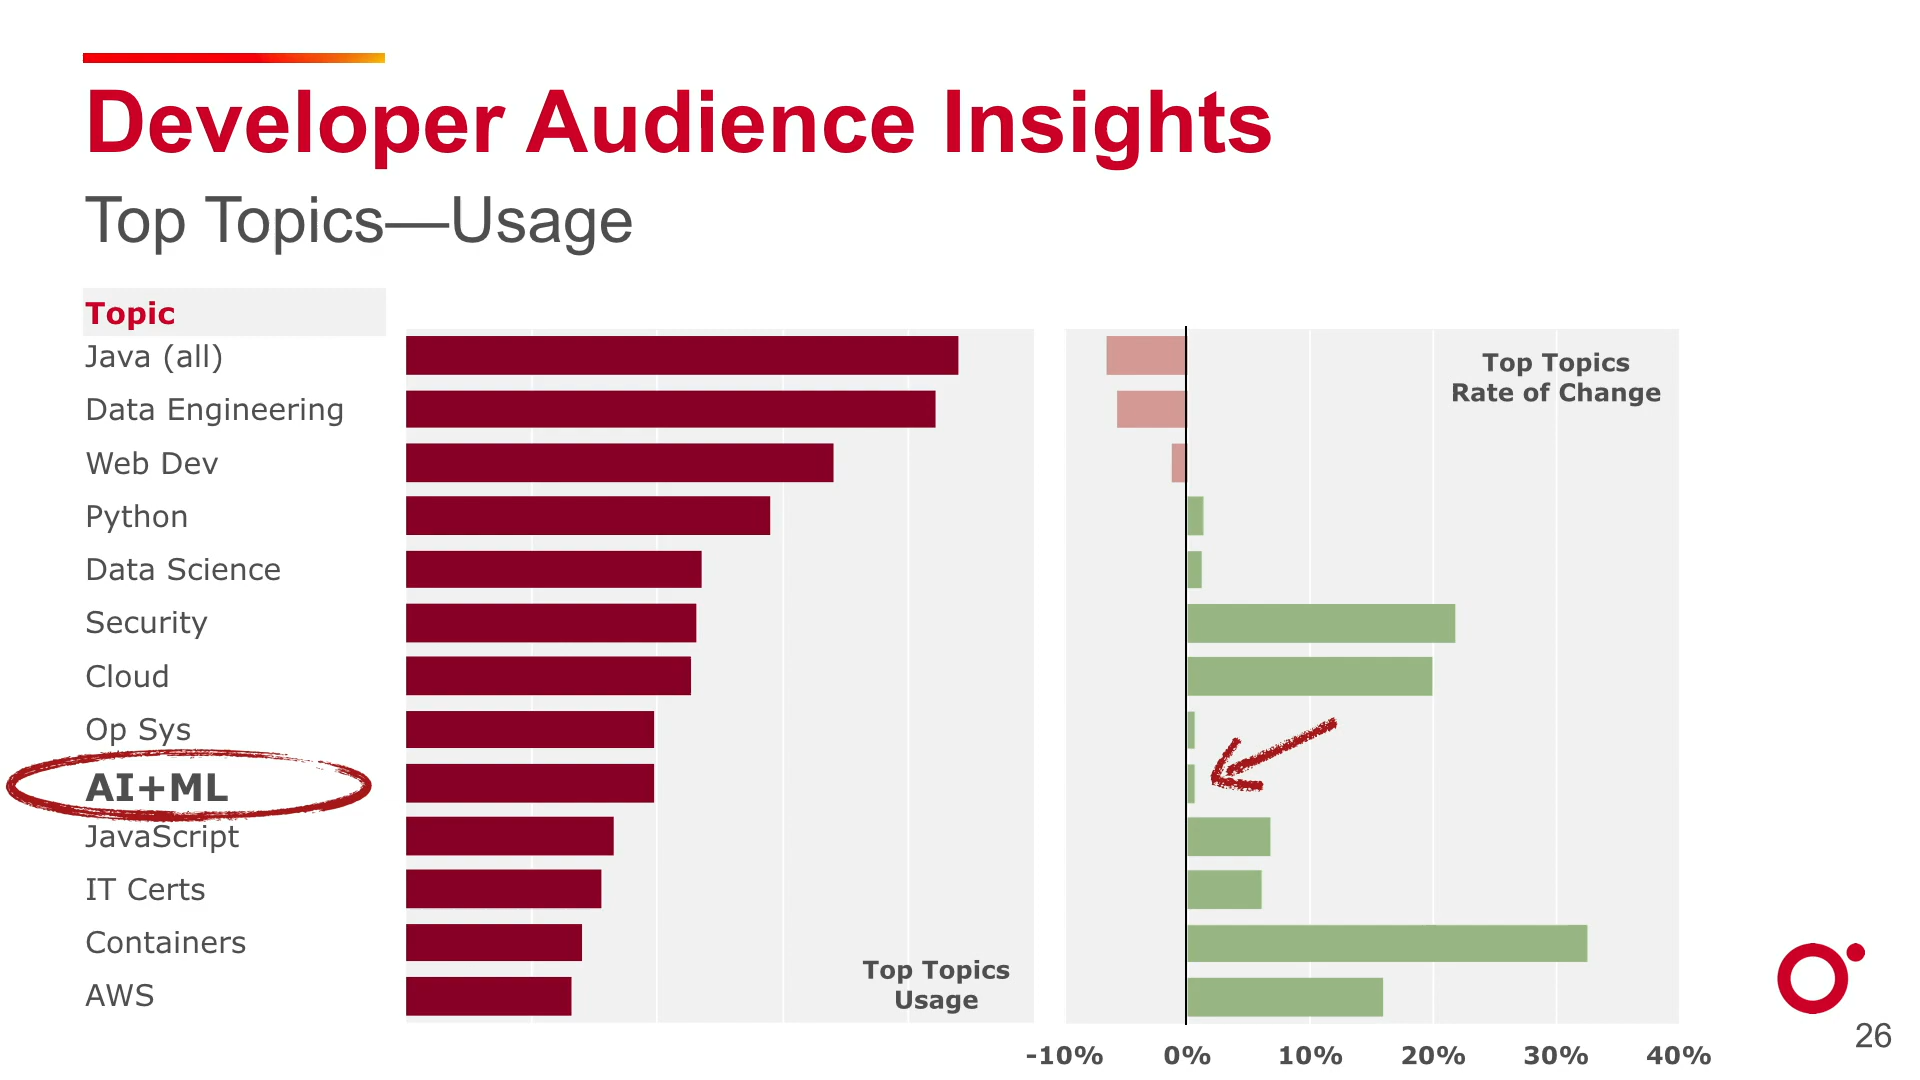 Developer Audience Insights
Top Topics—Usage
Topic
Java (all)
Data Engineering
Web Dev
Python
Data Science
Security
Cloud
Op Sys
AI+ML
JavaScript
IT Certs
Containers
AWS
Top Topics
Usage
Top Topics
Rate of Change
-10% 0% 10% 20% 30% 40%
26